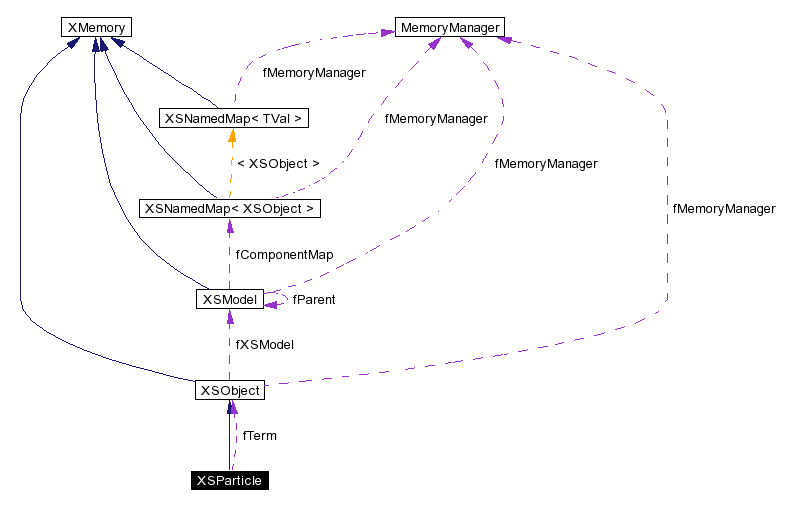 XMemory
MemoryManager
fMemoryManager
XSNamedMap< TVal >
fMemoryManager
< XSObject >
fMemoryManager
XSNamedMap< XSObject >
fMemoryManager
fComponentMap
XSModel
fParent
fXSModel
XSObject
fTerm
XSParticle